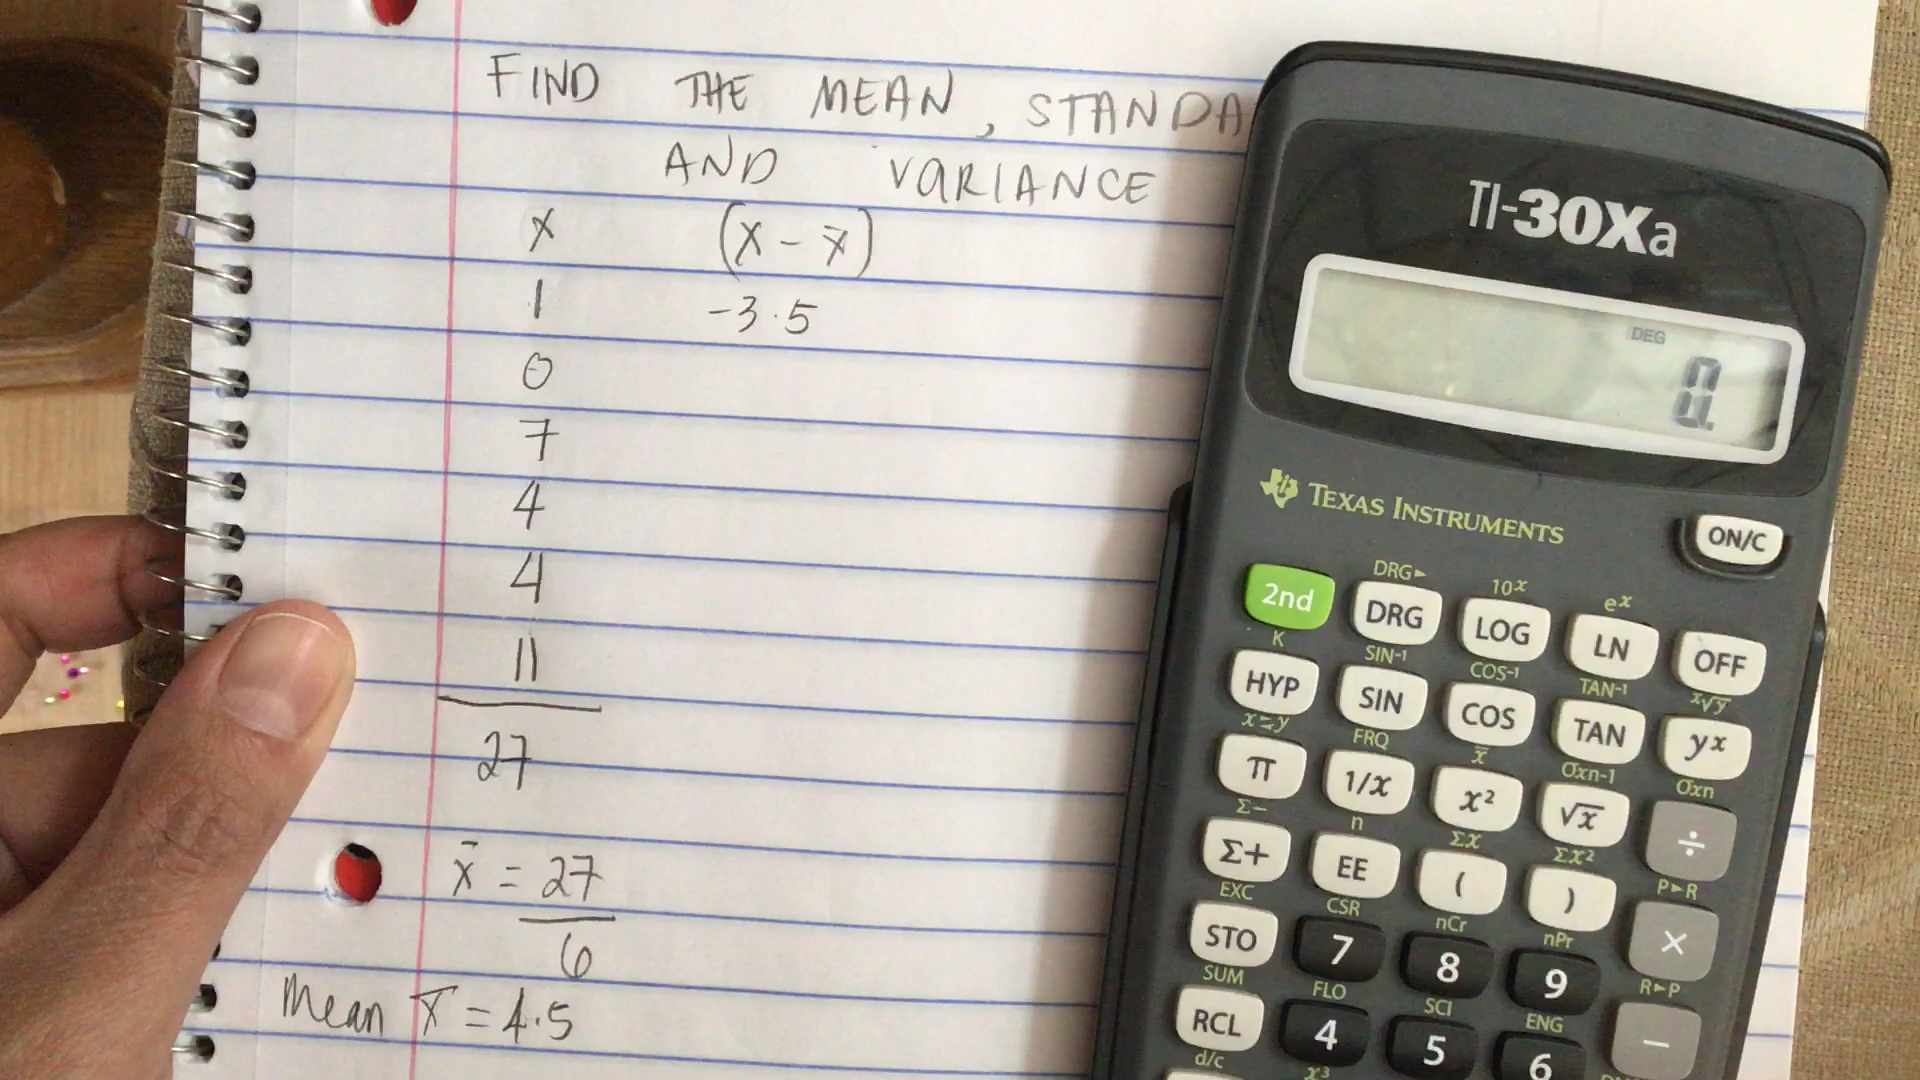 FIND THE MEAN, STANDA
AND VARIANCE
x (x - x̄)
1 -3.5
0
7
4
4
11
27
x̄ = 27
6
Mean x̄ = 4.5
TI-30Xa
DEG
TEXAS INSTRUMENTS
ON/C
DRG► 10ˣ eˣ
2nd DRG LOG LN OFF
K SIN-1 COS-1 TAN-1 ˣ√y
HYP SIN COS TAN yˣ
x⇄y FRQ x̄ σxn-1 σxn
π 1/x x² √x ÷
Σ- n Σx Σx² P►R
Σ+ EE ( ) ×
EXC CSR nCr nPr R►P
STO 7 8 9 −
SUM FLO SCI ENG
RCL 4 5 6
d/c x³